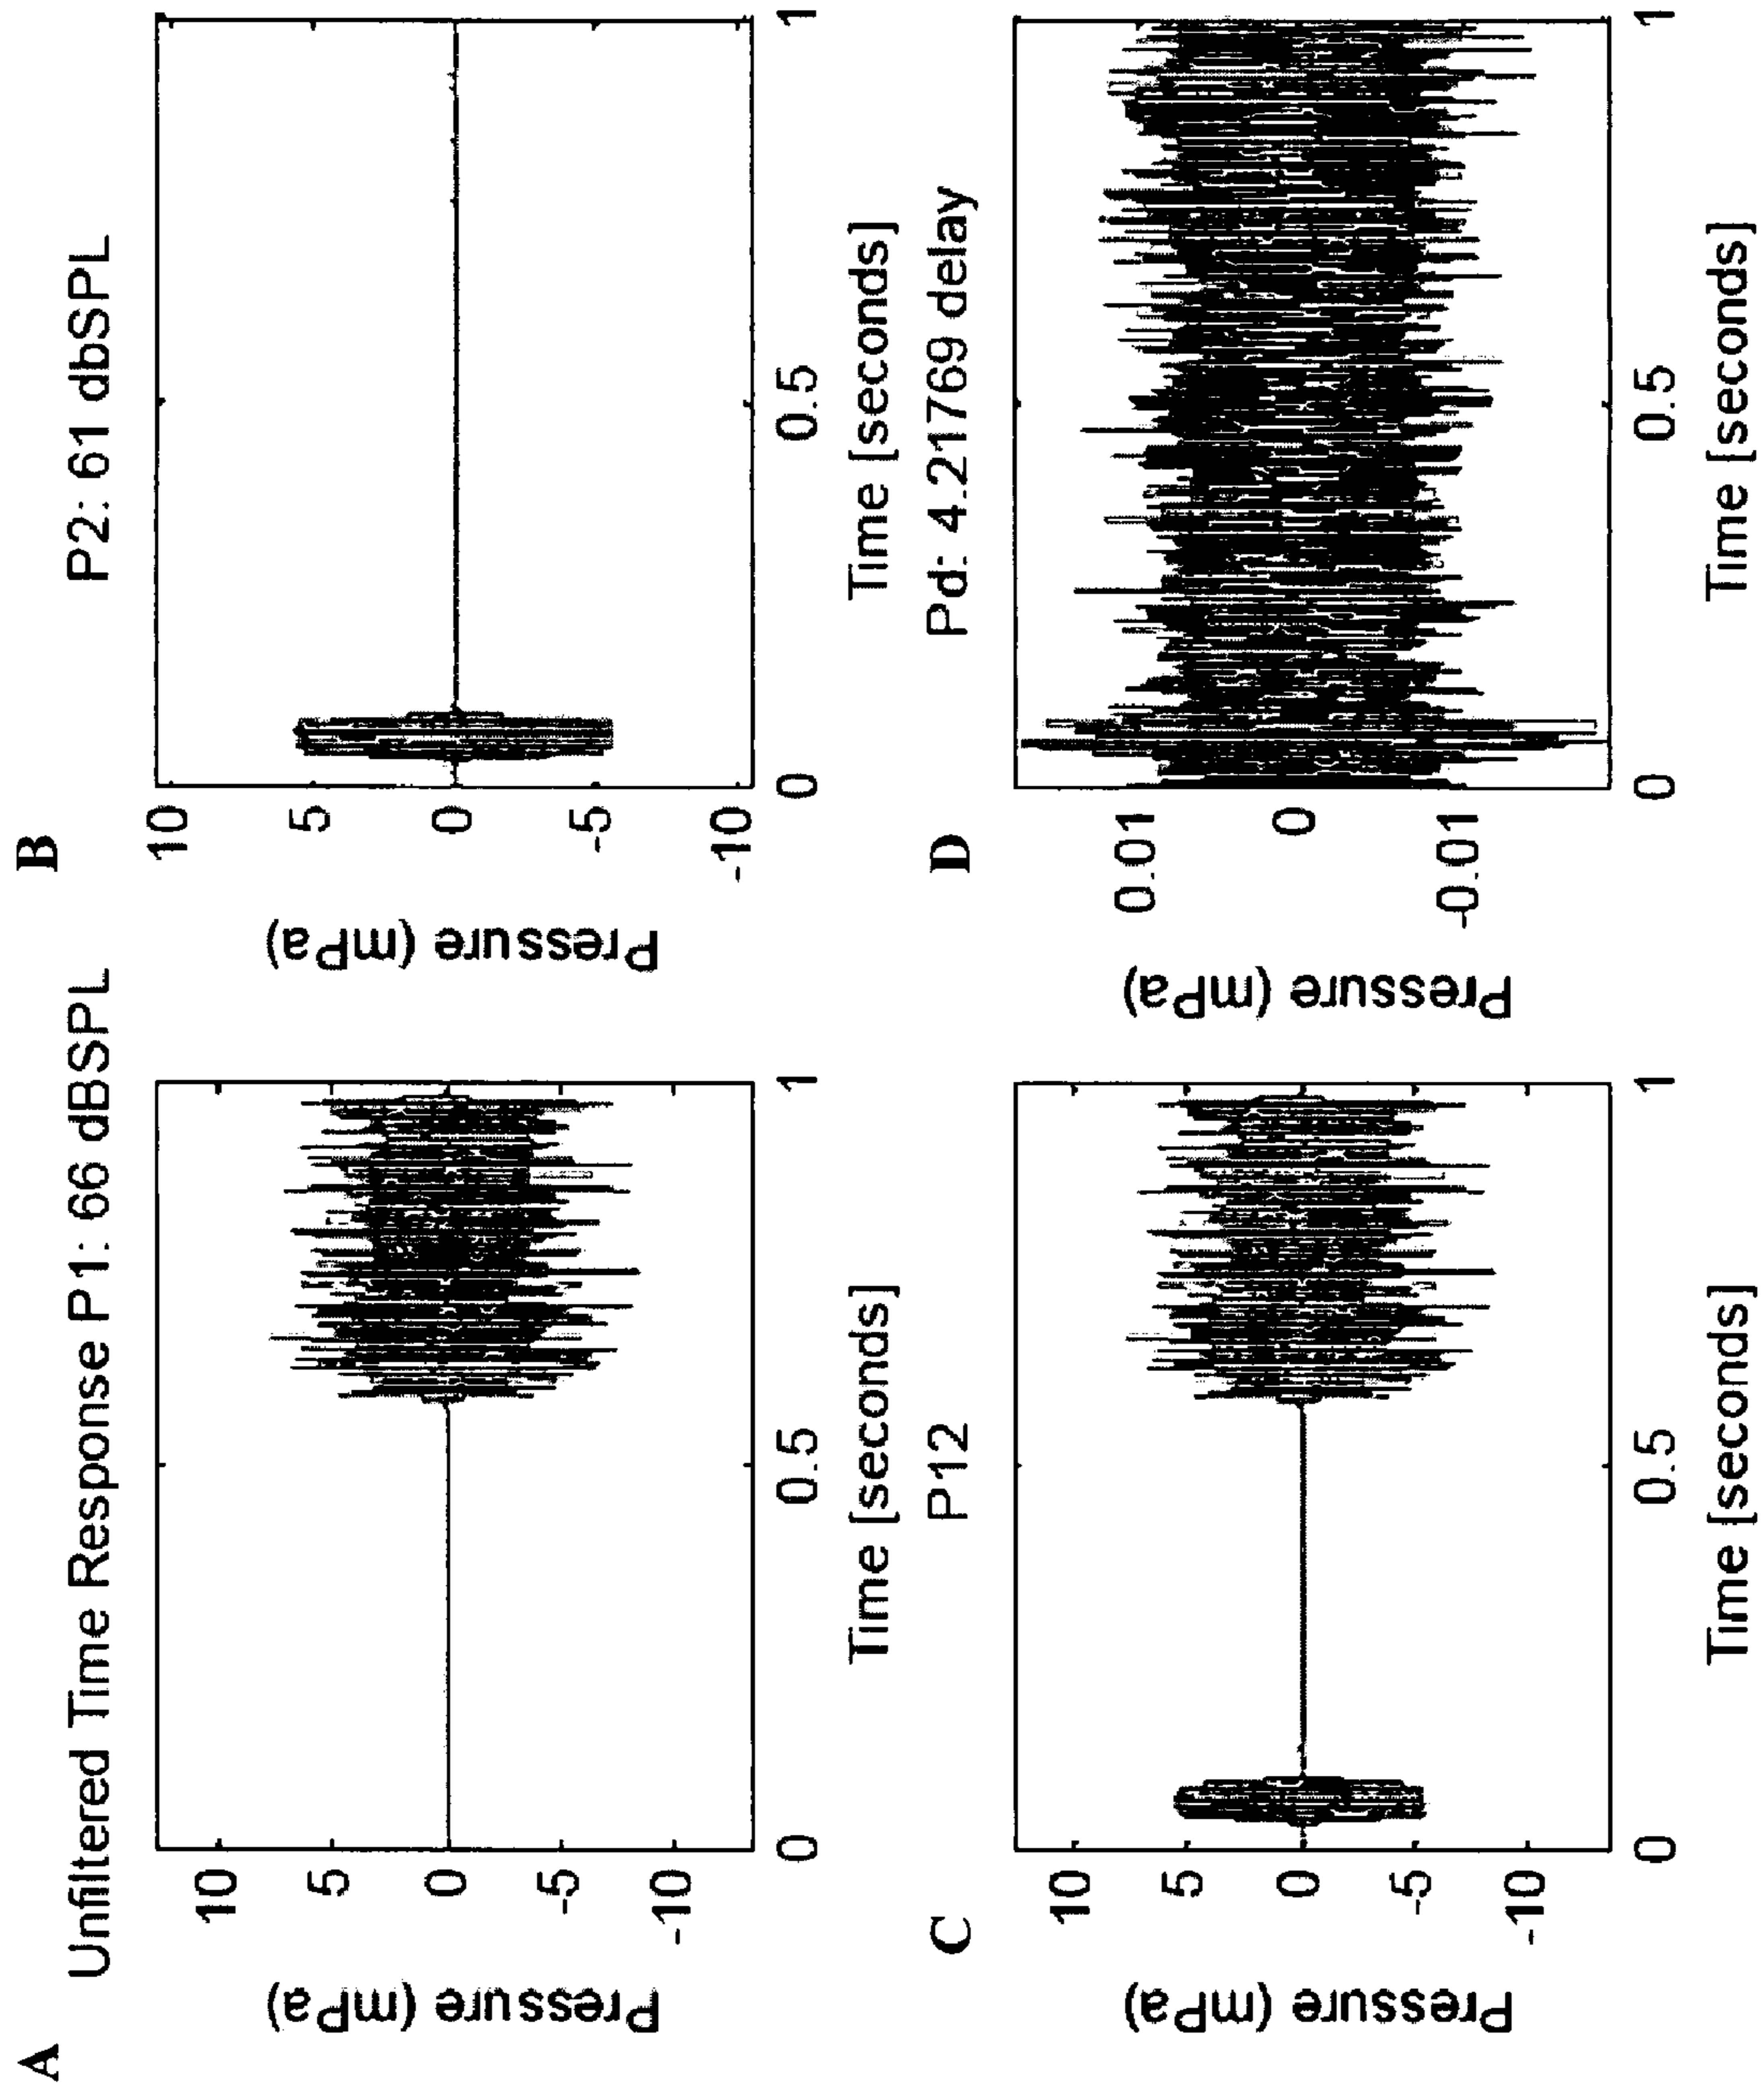 A
Unfiltered Time Response P1: 66 dBSPL
Pressure (mPa)
10
5
0
-5
-10
0
0.5
1
Time [seconds]
B
P2: 61 dbSPL
Pressure (mPa)
10
5
0
-5
-10
0
0.5
1
Time [seconds]
C
P12
Pressure (mPa)
10
5
0
-5
-10
0
0.5
1
Time [seconds]
D
Pd: 4.21769 delay
Pressure (mPa)
0.01
0
-0.01
0
0.5
1
Time [seconds]